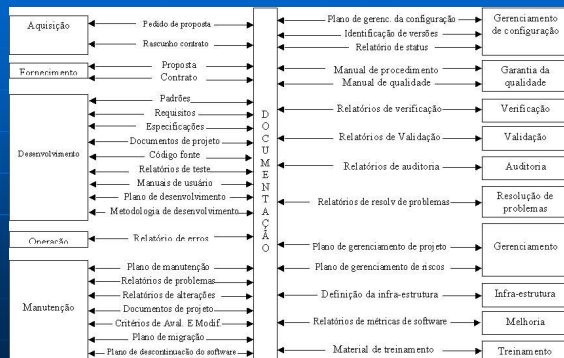 Aquisição
Pedido de proposta
Rascunho contrato
Fornecimento
Proposta
Contrato
Desenvolvimento
Padrões
Requisitos
Especificações
Documentos de projeto
Código fonte
Relatórios de teste
Manuais de usuário
Plano de desenvolvimento
Metodologia de desenvolvimento
Operação
Relatório de erros
Manutenção
Plano de manutenção
Relatórios de problemas
Relatórios de alterações
Documentos de projeto
Critérios de Aval. E Modif.
Plano de migração
Plano de descontinuação do software
DOCUMENTAÇÃO
Plano de gerenc. da configuração
Identificação de versões
Relatório de status
Gerenciamento
de configuração
Manual de procedimento
Manual de qualidade
Garantia da
qualidade
Relatórios de verificação
Verificação
Relatórios de Validação
Validação
Relatórios de auditoria
Auditoria
Relatórios de resolv de problemas
Resolução de
problemas
Plano de gerenciamento de projeto
Plano de gerenciamento de riscos
Gerenciamento
Definição da infra-estrutura
Infra-estrutura
Relatórios de métricas de software
Melhoria
Material de treinamento
Treinamento